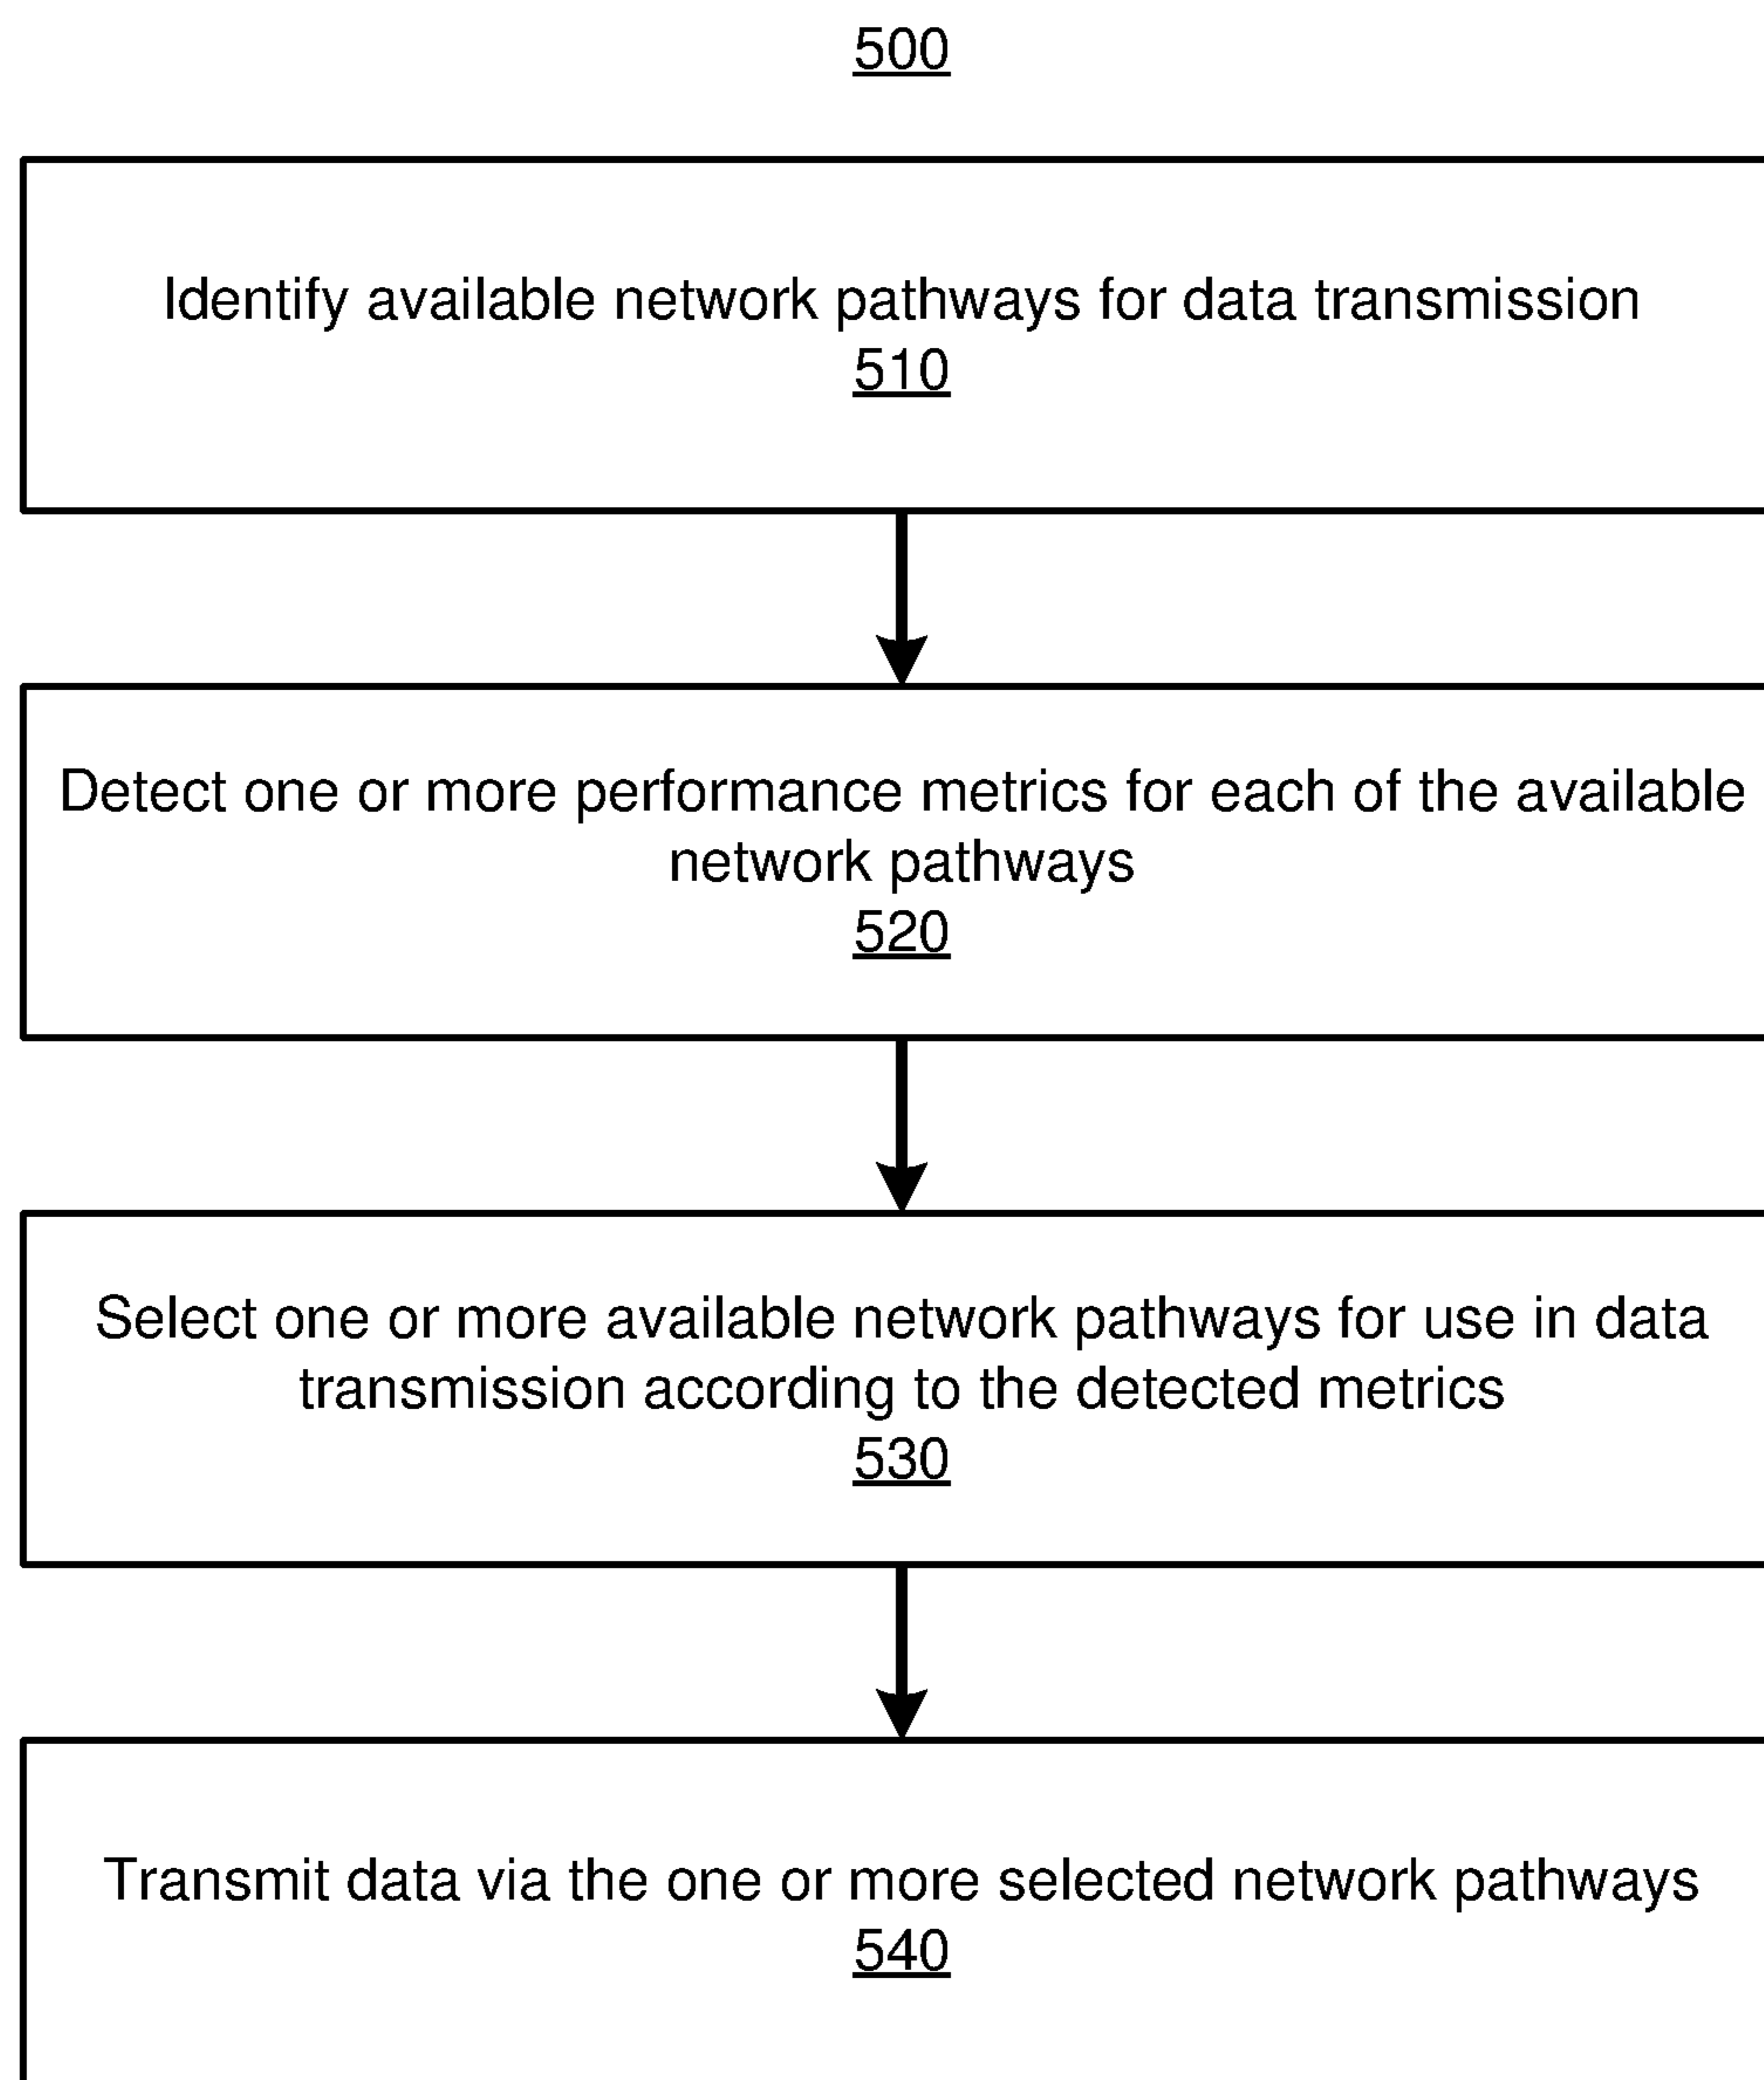 500
Identify available network pathways for data transmission
510
Detect one or more performance metrics for each of the available
network pathways
520
Select one or more available network pathways for use in data
transmission according to the detected metrics
530
Transmit data via the one or more selected network pathways
540